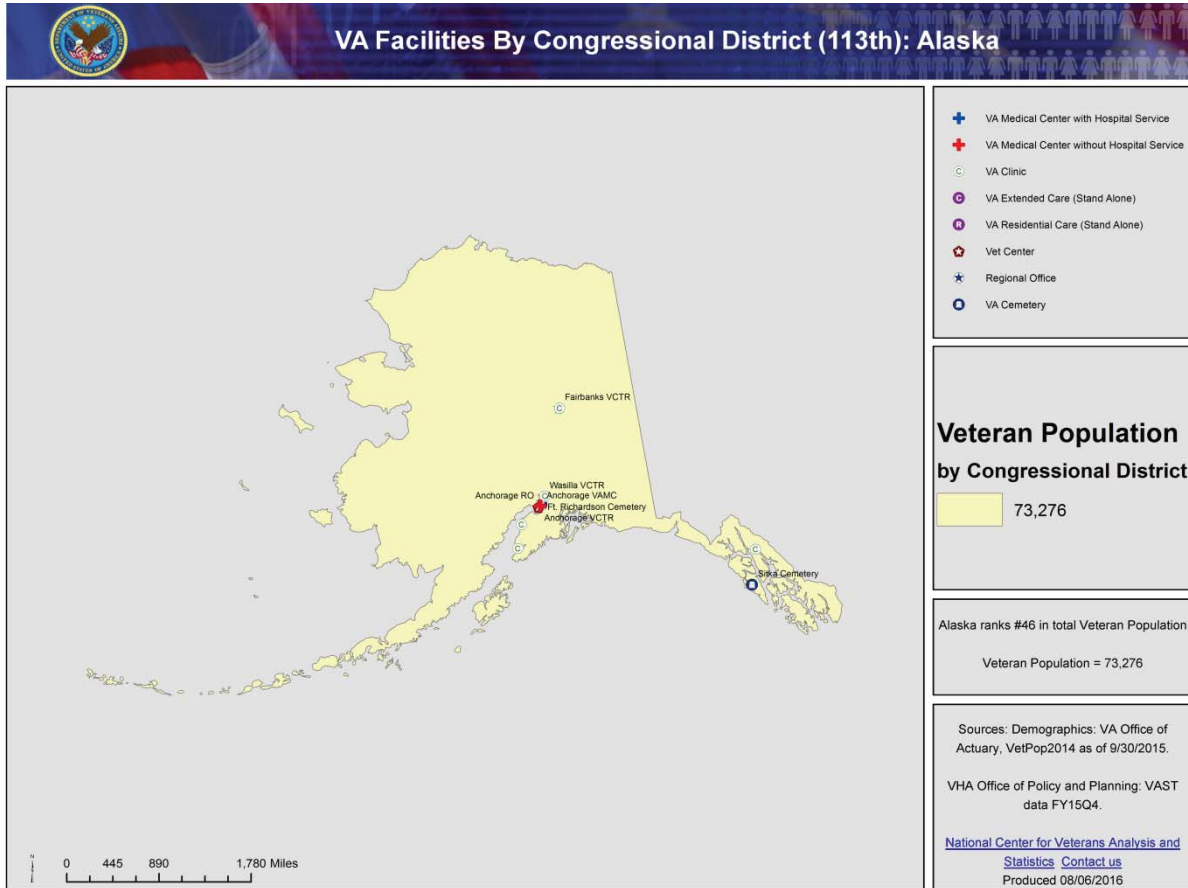 VA Facilities By Congressional District (113th): Alaska
VA Medical Center with Hospital Service
VA Medical Center without Hospital Service
C VA Clinic
C VA Extended Care (Stand Alone)
R VA Residential Care (Stand Alone)
Vet Center
Regional Office
VA Cemetery
Fairbanks VCTR
C
Wasilla VCTR
Anchorage RO
C
Anchorage VAMC
Ft. Richardson Cemetery
Anchorage VCTR
C
C
C
Sitka Cemetery
Veteran Population
by Congressional District
73,276
Alaska ranks #46 in total Veteran Population
Veteran Population = 73,276
Sources: Demographics: VA Office of
Actuary, VetPop2014 as of 9/30/2015.
VHA Office of Policy and Planning: VAST
data FY15Q4.
National Center for Veterans Analysis and
Statistics Contact us
Produced 08/06/2016
N
0 445 890 1,780 Miles